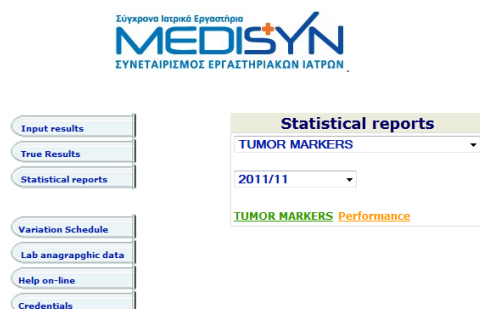 Σύγχρονα Ιατρικά Εργαστήρια
MEDISYN
ΣΥΝΕΤΑΙΡΙΣΜΟΣ ΕΡΓΑΣΤΗΡΙΑΚΩΝ ΙΑΤΡΩΝ .
Input results
True Results
Statistical reports
Variation Schedule
Lab anagrapghic data
Help on-line
Credentials
Statistical reports
TUMOR MARKERS
2011/11
TUMOR MARKERS Performance